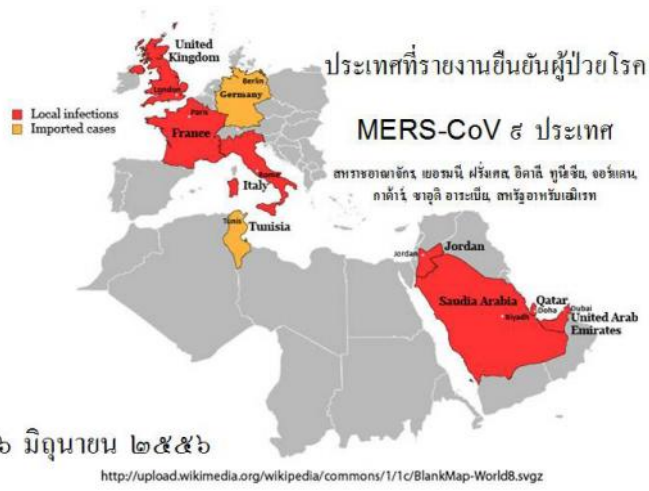 United
Kingdom
London
Berlin
Germany
Paris
France
Rome
Italy
Local infections
Imported cases
ประเทศที่รายงานยืนยันผู้ป่วยโรค
MERS-CoV ๙ ประเทศ
สหราชอาณาจักร, เยอรมนี, ฝรั่งเศส, อิตาลี, ทูนีเซีย, จอร์แดน,
กาต้าร์, ซาอุดิ อาระเบีย, สหรัฐอาหรับเอมิเรท
Tunis
Tunisia
Jordan
Jordan
Saudi Arabia
Riyadh
Qatar
Doha
Dubai
United Arab
Emirates
๖ มิถุนายน ๒๕๕๖
http://upload.wikimedia.org/wikipedia/commons/1/1c/BlankMap-World8.svgz